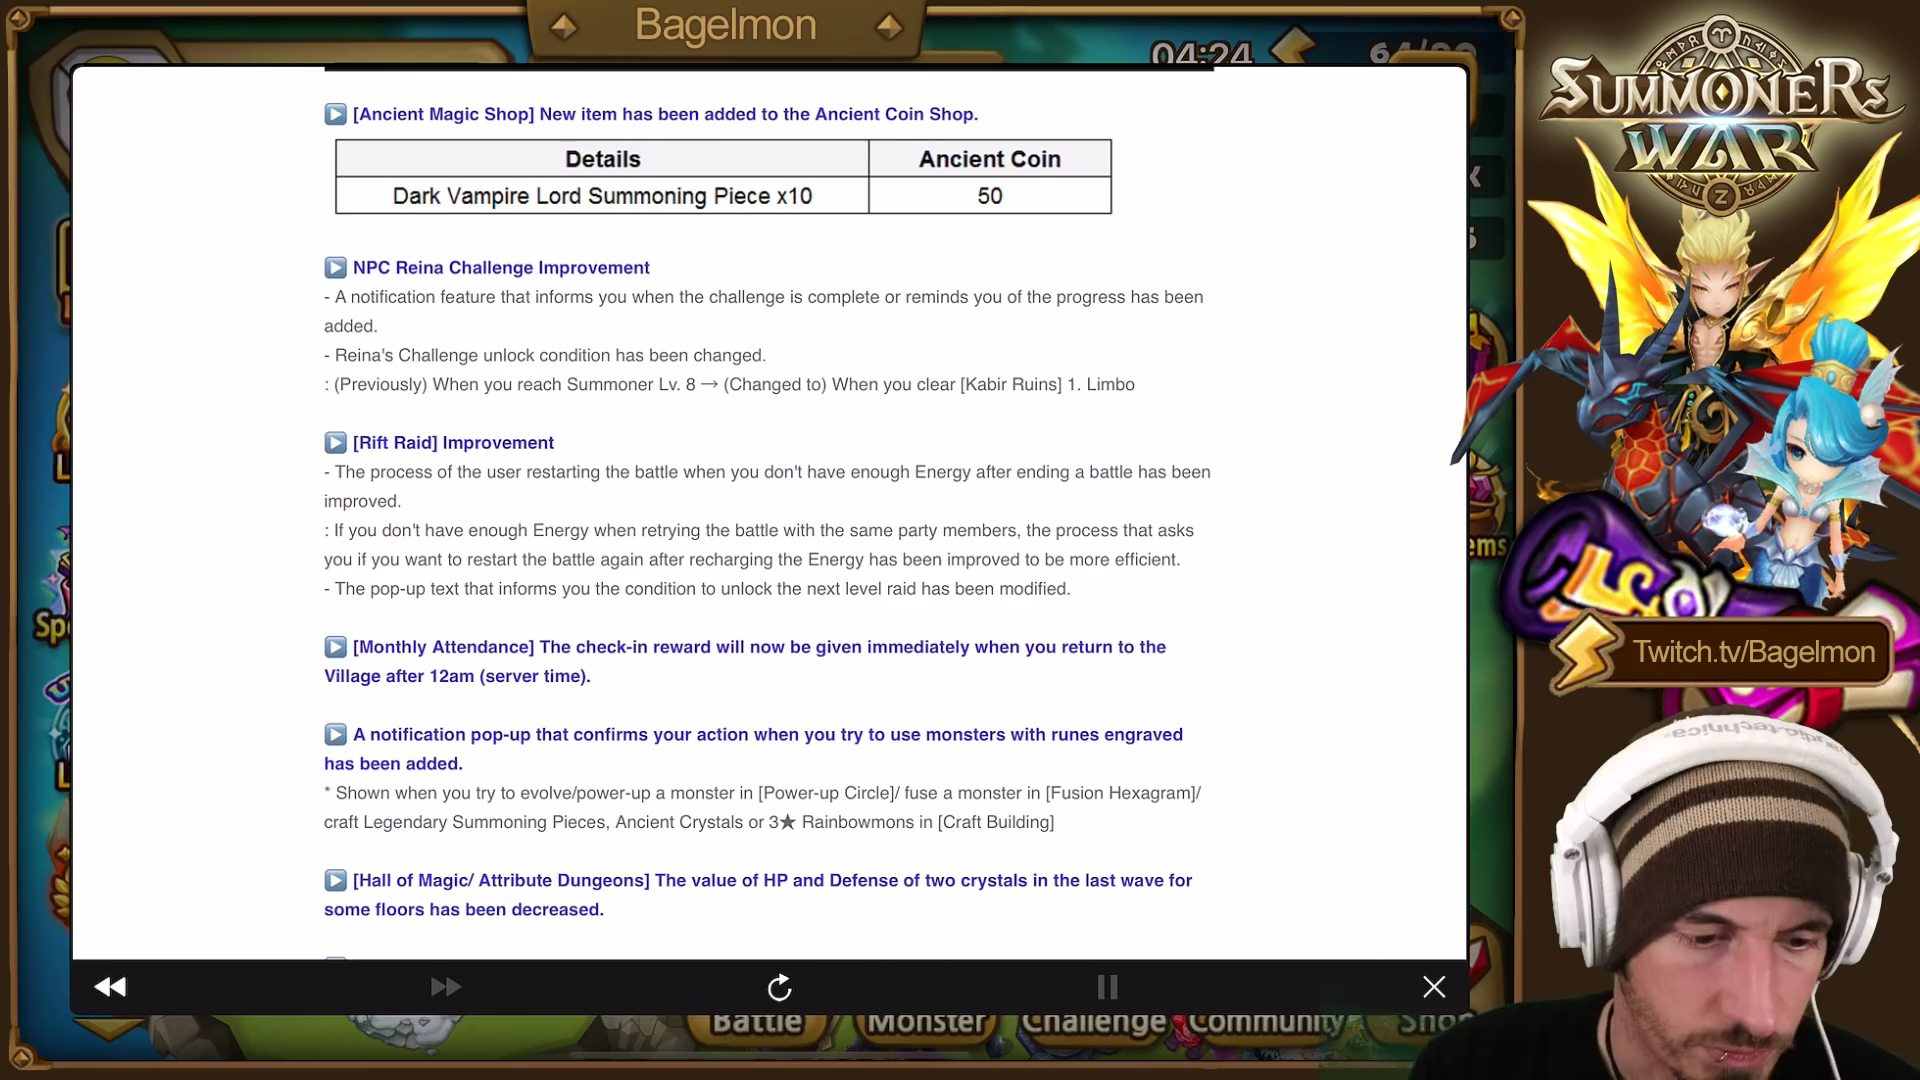 Bagelmon
04:24
SUMMONERS
WAR
[Ancient Magic Shop] New item has been added to the Ancient Coin Shop.
Details Ancient Coin
Dark Vampire Lord Summoning Piece x10 50
NPC Reina Challenge Improvement
- A notification feature that informs you when the challenge is complete or reminds you of the progress has been
added.
- Reina's Challenge unlock condition has been changed.
: (Previously) When you reach Summoner Lv. 8 → (Changed to) When you clear [Kabir Ruins] 1. Limbo
[Rift Raid] Improvement
- The process of the user restarting the battle when you don't have enough Energy after ending a battle has been
improved.
: If you don't have enough Energy when retrying the battle with the same party members, the process that asks
you if you want to restart the battle again after recharging the Energy has been improved to be more efficient.
- The pop-up text that informs you the condition to unlock the next level raid has been modified.
[Monthly Attendance] The check-in reward will now be given immediately when you return to the
Village after 12am (server time).
Twitch.tv/Bagelmon
A notification pop-up that confirms your action when you try to use monsters with runes engraved
has been added.
* Shown when you try to evolve/power-up a monster in [Power-up Circle]/ fuse a monster in [Fusion Hexagram]/
craft Legendary Summoning Pieces, Ancient Crystals or 3★ Rainbowmons in [Craft Building]
[Hall of Magic/ Attribute Dungeons] The value of HP and Defense of two crystals in the last wave for
some floors has been decreased.
audio-technica
Battle Monster Challenge Community Shop